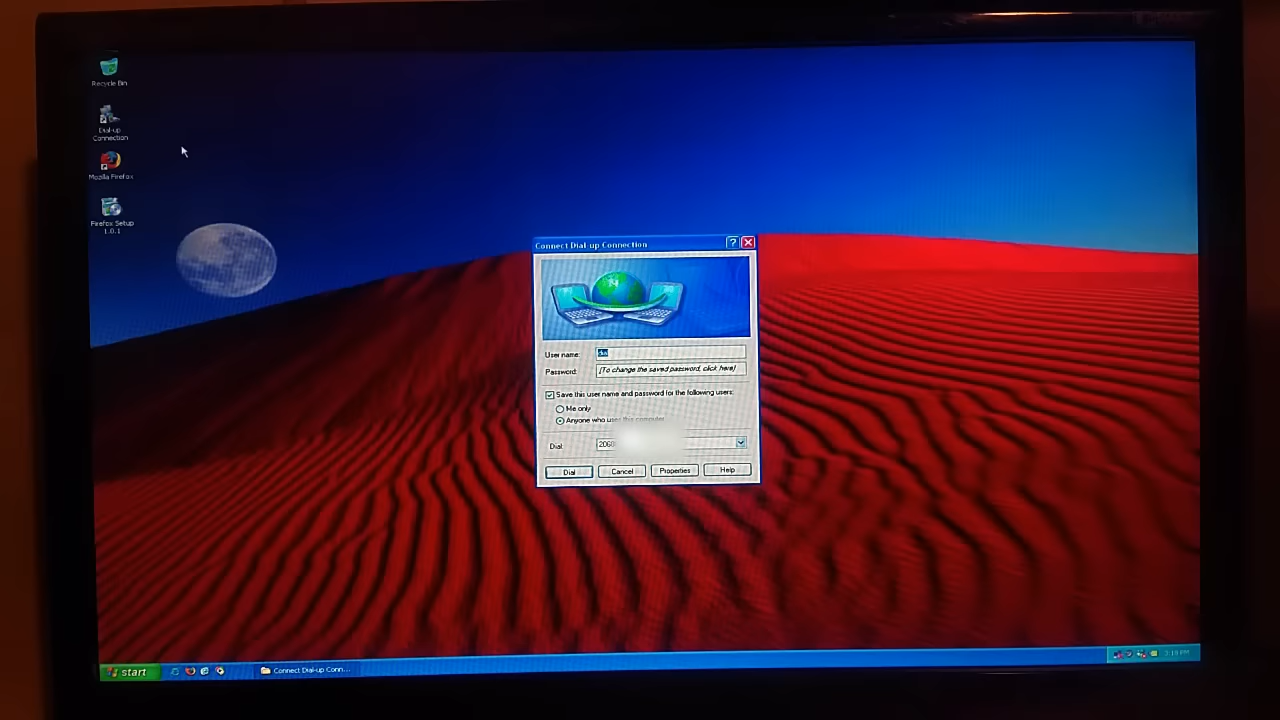 Recycle Bin
Dial-up
Connection
Mozilla Firefox
Firefox Setup
1.0.1
Connect Dial-up Connection
User name:
Password: [To change the saved password, click here]
Save this user name and password for the following users:
Me only
Anyone who uses this computer
Dial: 206
Dial Cancel Properties Help
start Connect Dial-up Conn...